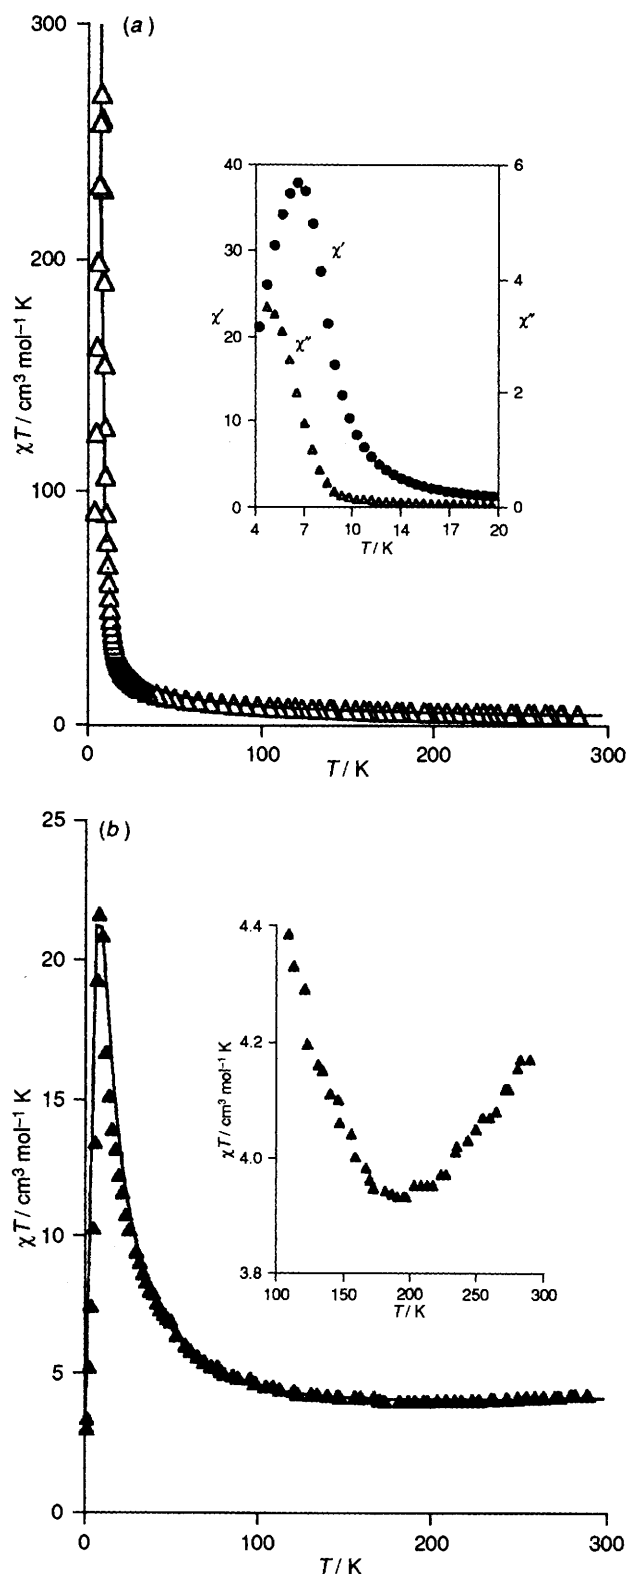 (a)
300
200
100
0
χT / cm³ mol⁻¹ K
0 100 200 300
T / K
40
30
20
10
0
χ′
6
4
2
0
χ″
χ′
χ″
4 7 10 14 17 20
T / K
(b)
25
20
15
10
5
0
χT / cm³ mol⁻¹ K
0 100 200 300
T / K
4.4
4.2
4.0
3.8
χT / cm³ mol⁻¹ K
100 150 200 250 300
T / K